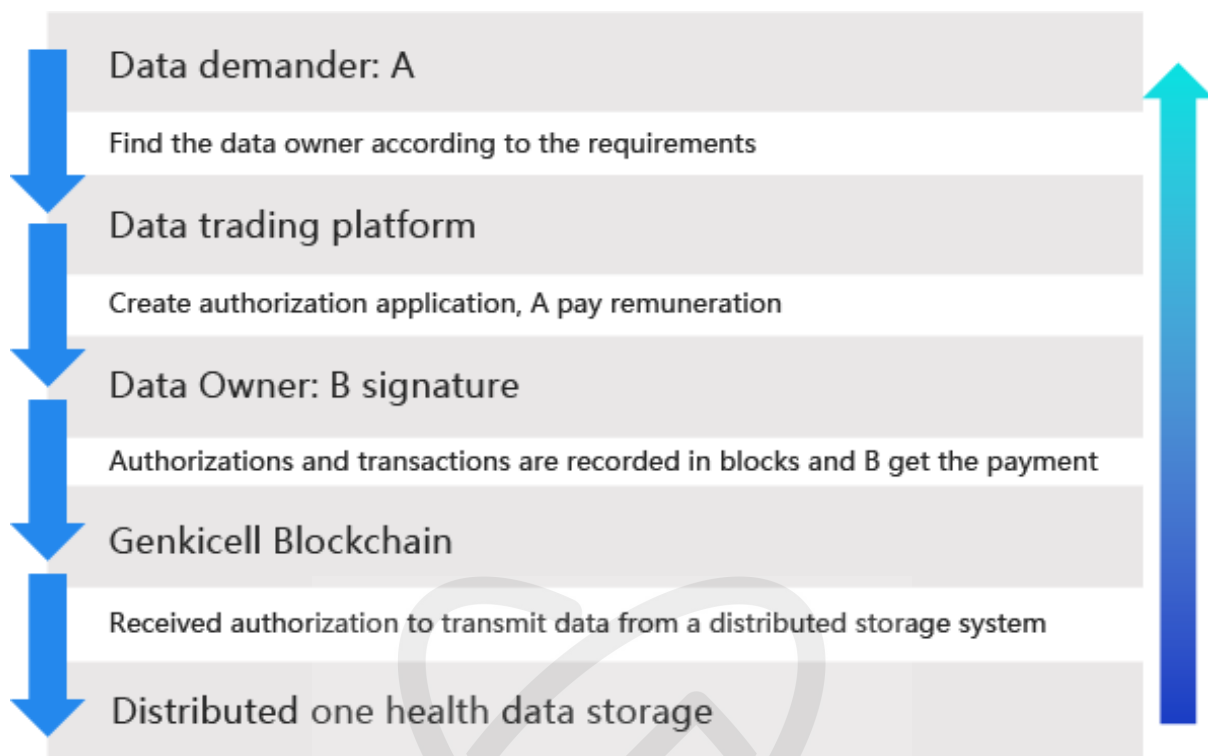 Data demander: A
Find the data owner according to the requirements
Data trading platform
Create authorization application, A pay remuneration
Data Owner: B signature
Authorizations and transactions are recorded in blocks and B get the payment
Genkicell Blockchain
Received authorization to transmit data from a distributed storage system
Distributed one health data storage